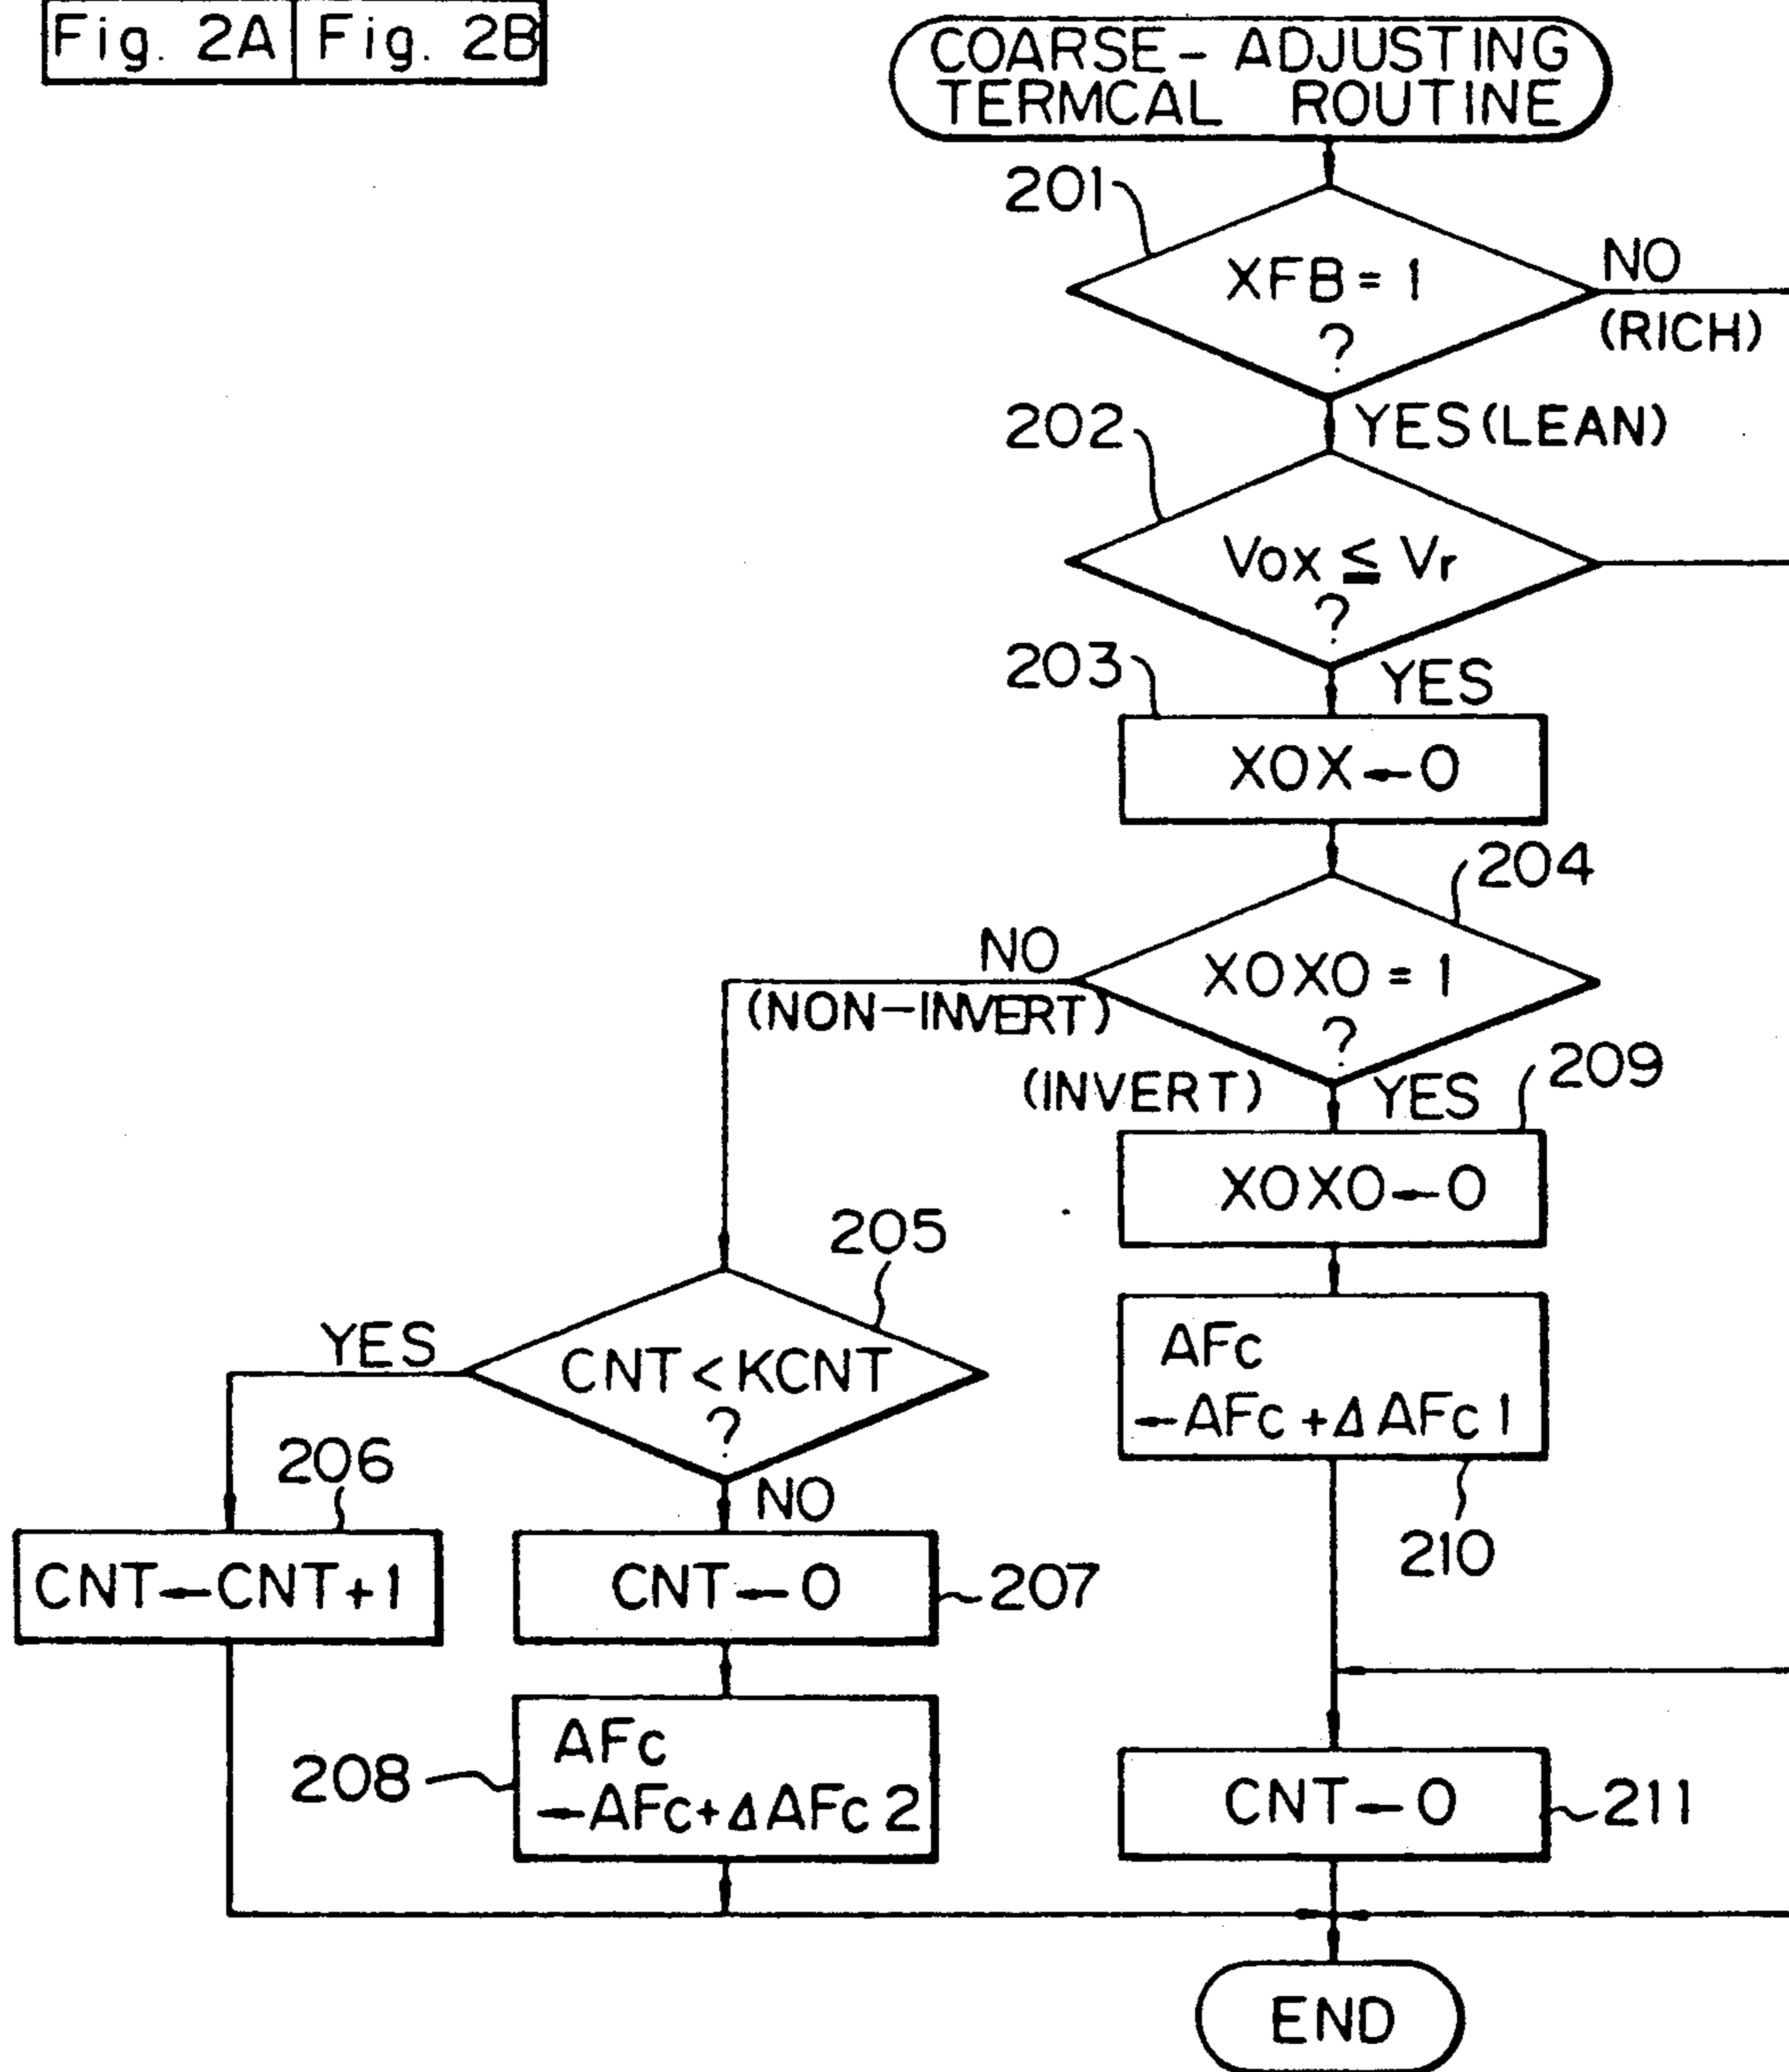 Fig. 2A Fig. 2B
COARSE-ADJUSTING
TERMCAL ROUTINE
201
XFB = 1
?
NO
(RICH)
YES (LEAN)
202
Vox ≦ Vr
?
203
YES
XOX←0
204
XOXO = 1
?
NO
(NON-INVERT)
(INVERT)
YES
209
XOXO←0
205
CNT < KCNT
?
YES
AFc
←AFc+ΔAFc 1
206
NO
210
CNT←CNT+1
CNT←0
207
AFc
←AFc+ΔAFc 2
208
CNT←0
211
END